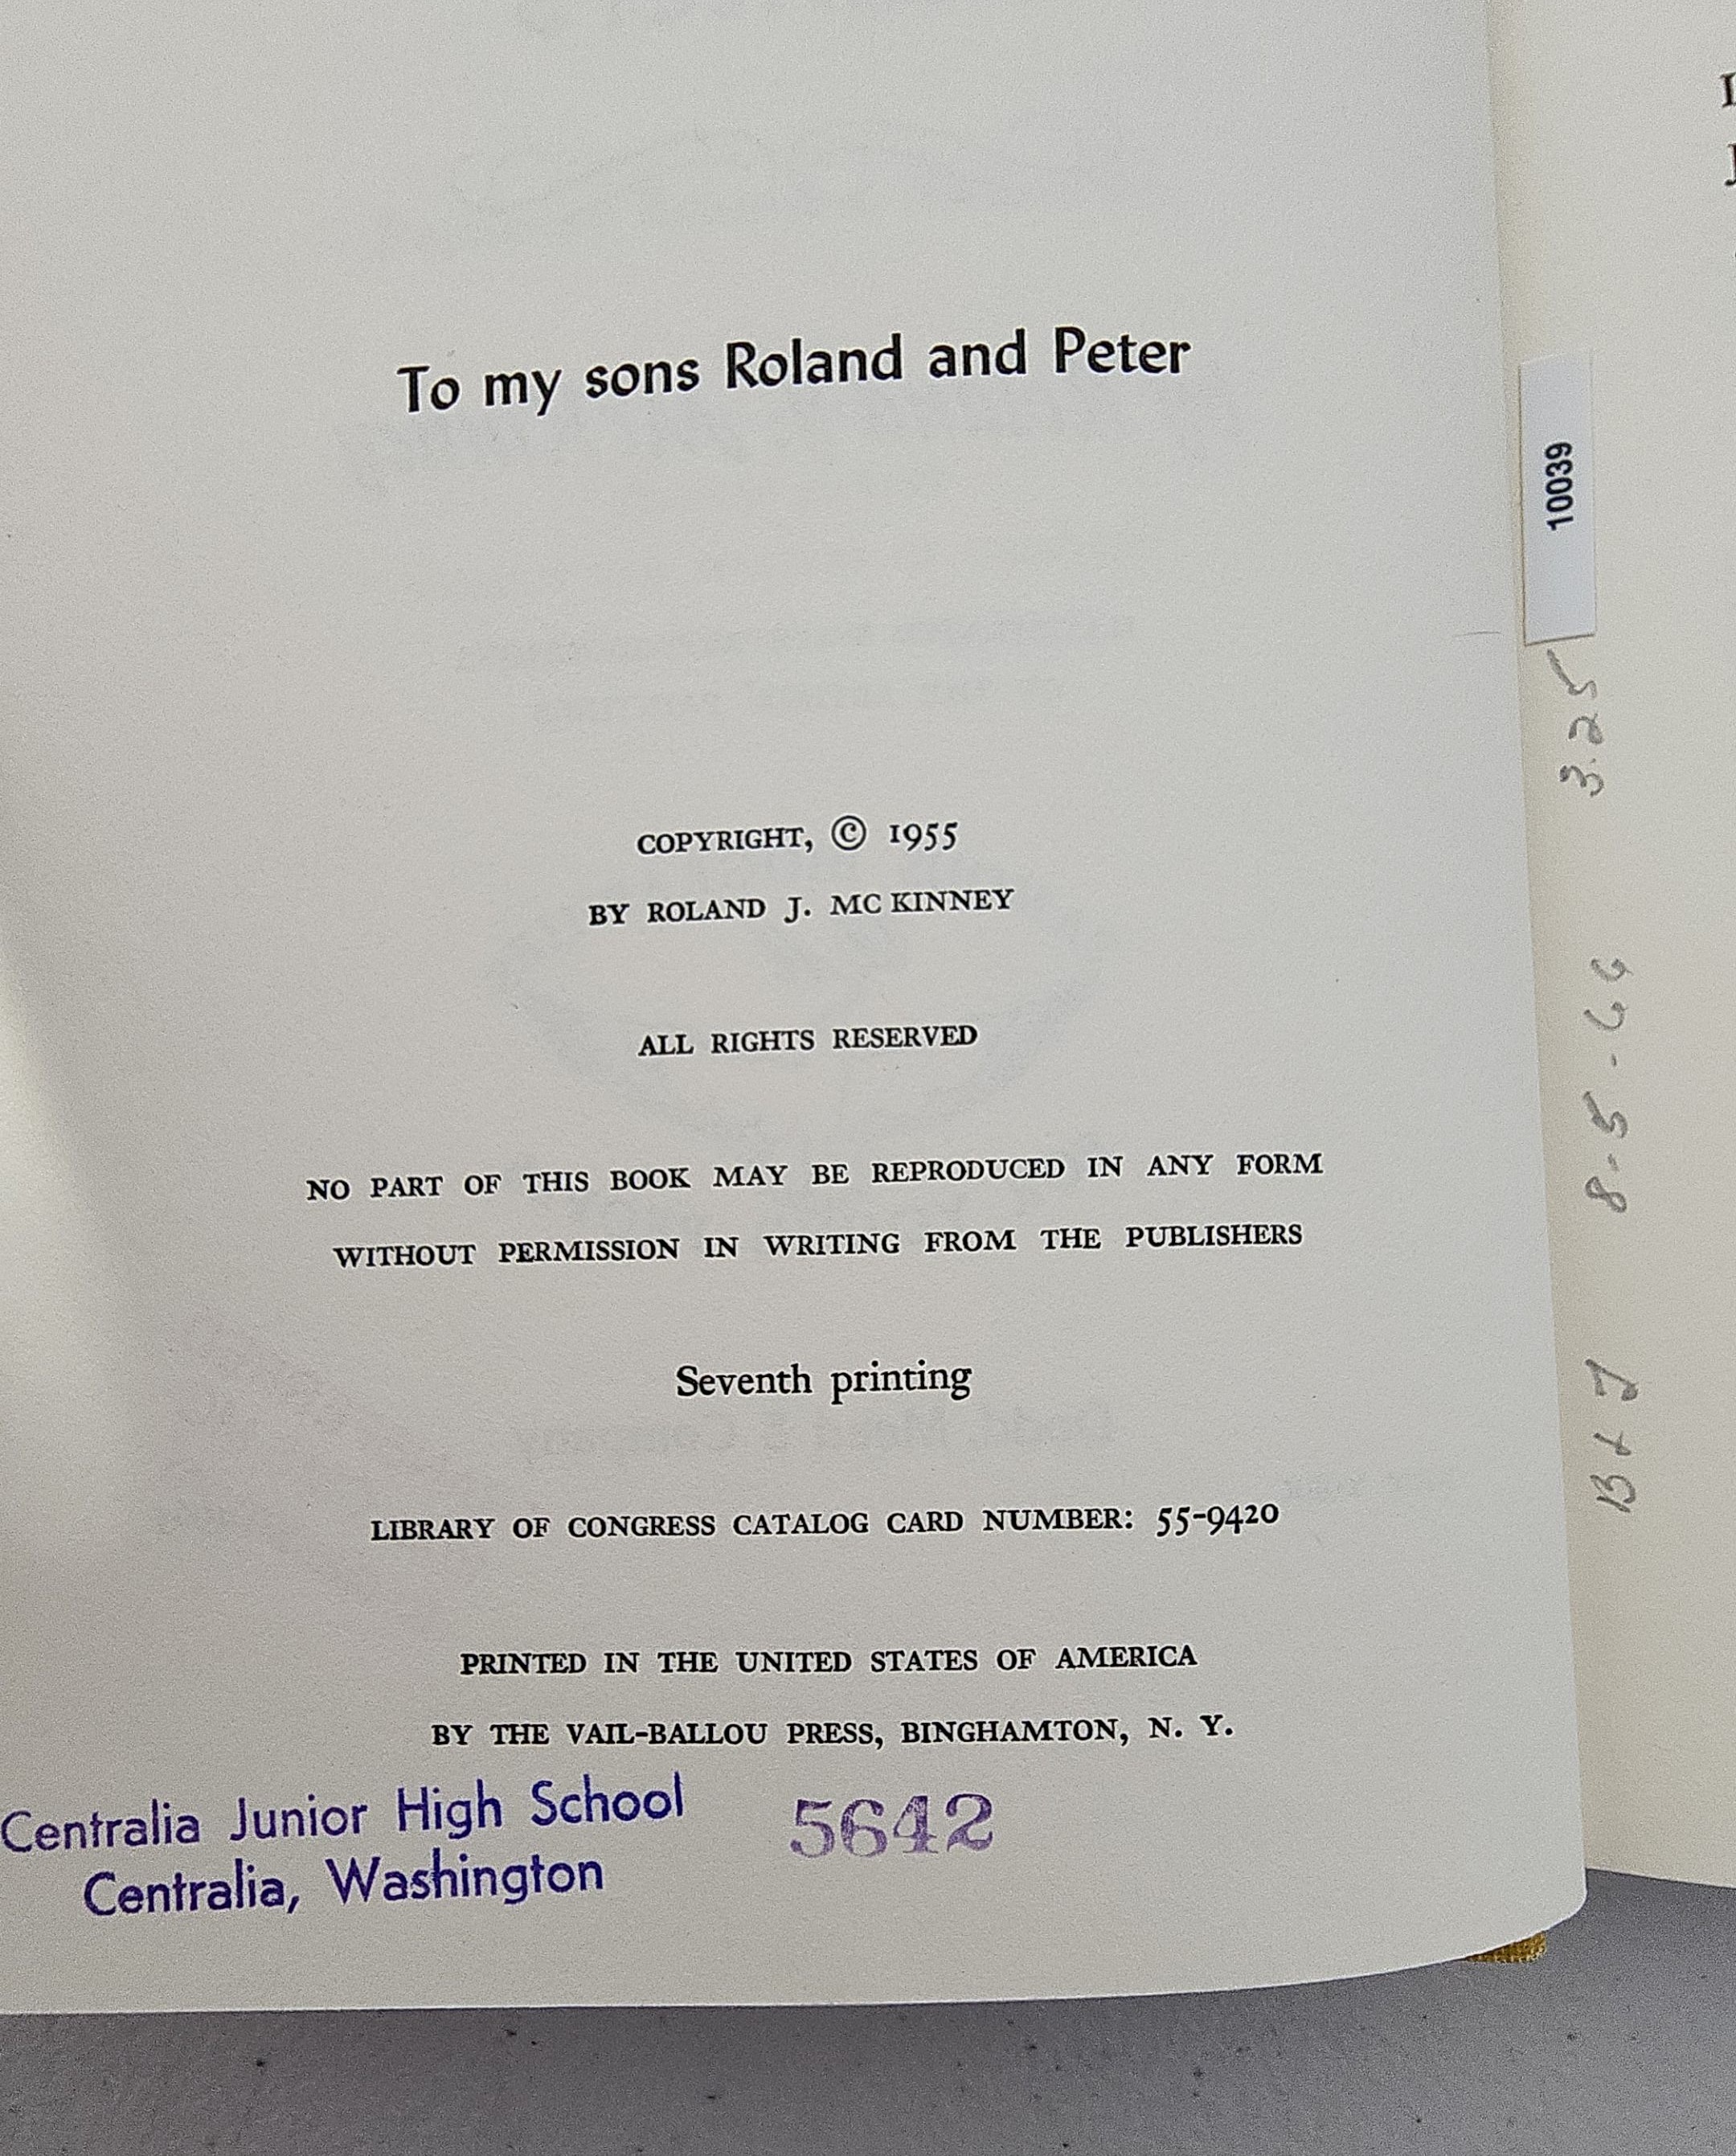 To my sons Roland and Peter
COPYRIGHT, © 1955
BY ROLAND J. MC KINNEY
ALL RIGHTS RESERVED
NO PART OF THIS BOOK MAY BE REPRODUCED IN ANY FORM
WITHOUT PERMISSION IN WRITING FROM THE PUBLISHERS
Seventh printing
LIBRARY OF CONGRESS CATALOG CARD NUMBER: 55-9420
PRINTED IN THE UNITED STATES OF AMERICA
BY THE VAIL-BALLOU PRESS, BINGHAMTON, N. Y.
Centralia Junior High School
Centralia, Washington
5642
10039
B & J 8-5-66 3.25